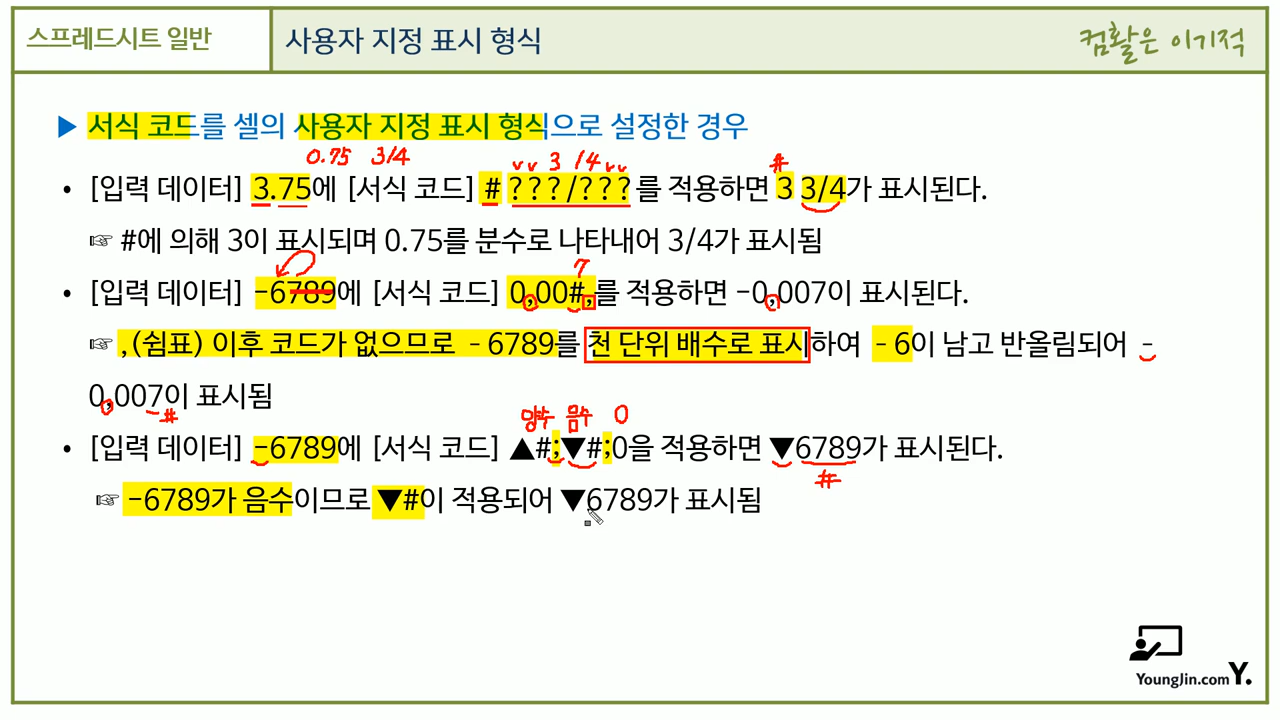 스프레드시트 일반
사용자 지정 표시 형식
컴활은 이기적
▶ 서식 코드를 셀의 사용자 지정 표시 형식으로 설정한 경우
0.75 3/4 ∨∨ 3 /4 ∨∨ #
• [입력 데이터] 3.75에 [서식 코드] # ???/???를 적용하면 3 3/4가 표시된다.
☞ #에 의해 3이 표시되며 0.75를 분수로 나타내어 3/4가 표시됨
7
• [입력 데이터] -6789에 [서식 코드] 0,00#,를 적용하면 -0,007이 표시된다.
☞ ,(쉼표) 이후 코드가 없으므로 - 6789를 천 단위 배수로 표시하여 - 6이 남고 반올림되어 -
0,007이 표시됨
#
양수 음수 0
• [입력 데이터] -6789에 [서식 코드] ▲#;▼#;0을 적용하면 ▼6789가 표시된다.
#
☞ -6789가 음수이므로 ▼#이 적용되어 ▼6789가 표시됨
YoungJin.com Y.